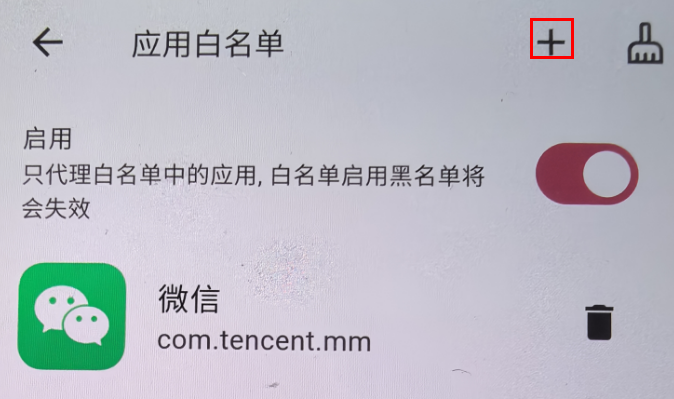 应用白名单
启用
只代理白名单中的应用, 白名单启用黑名单将
会失效
微信
com.tencent.mm